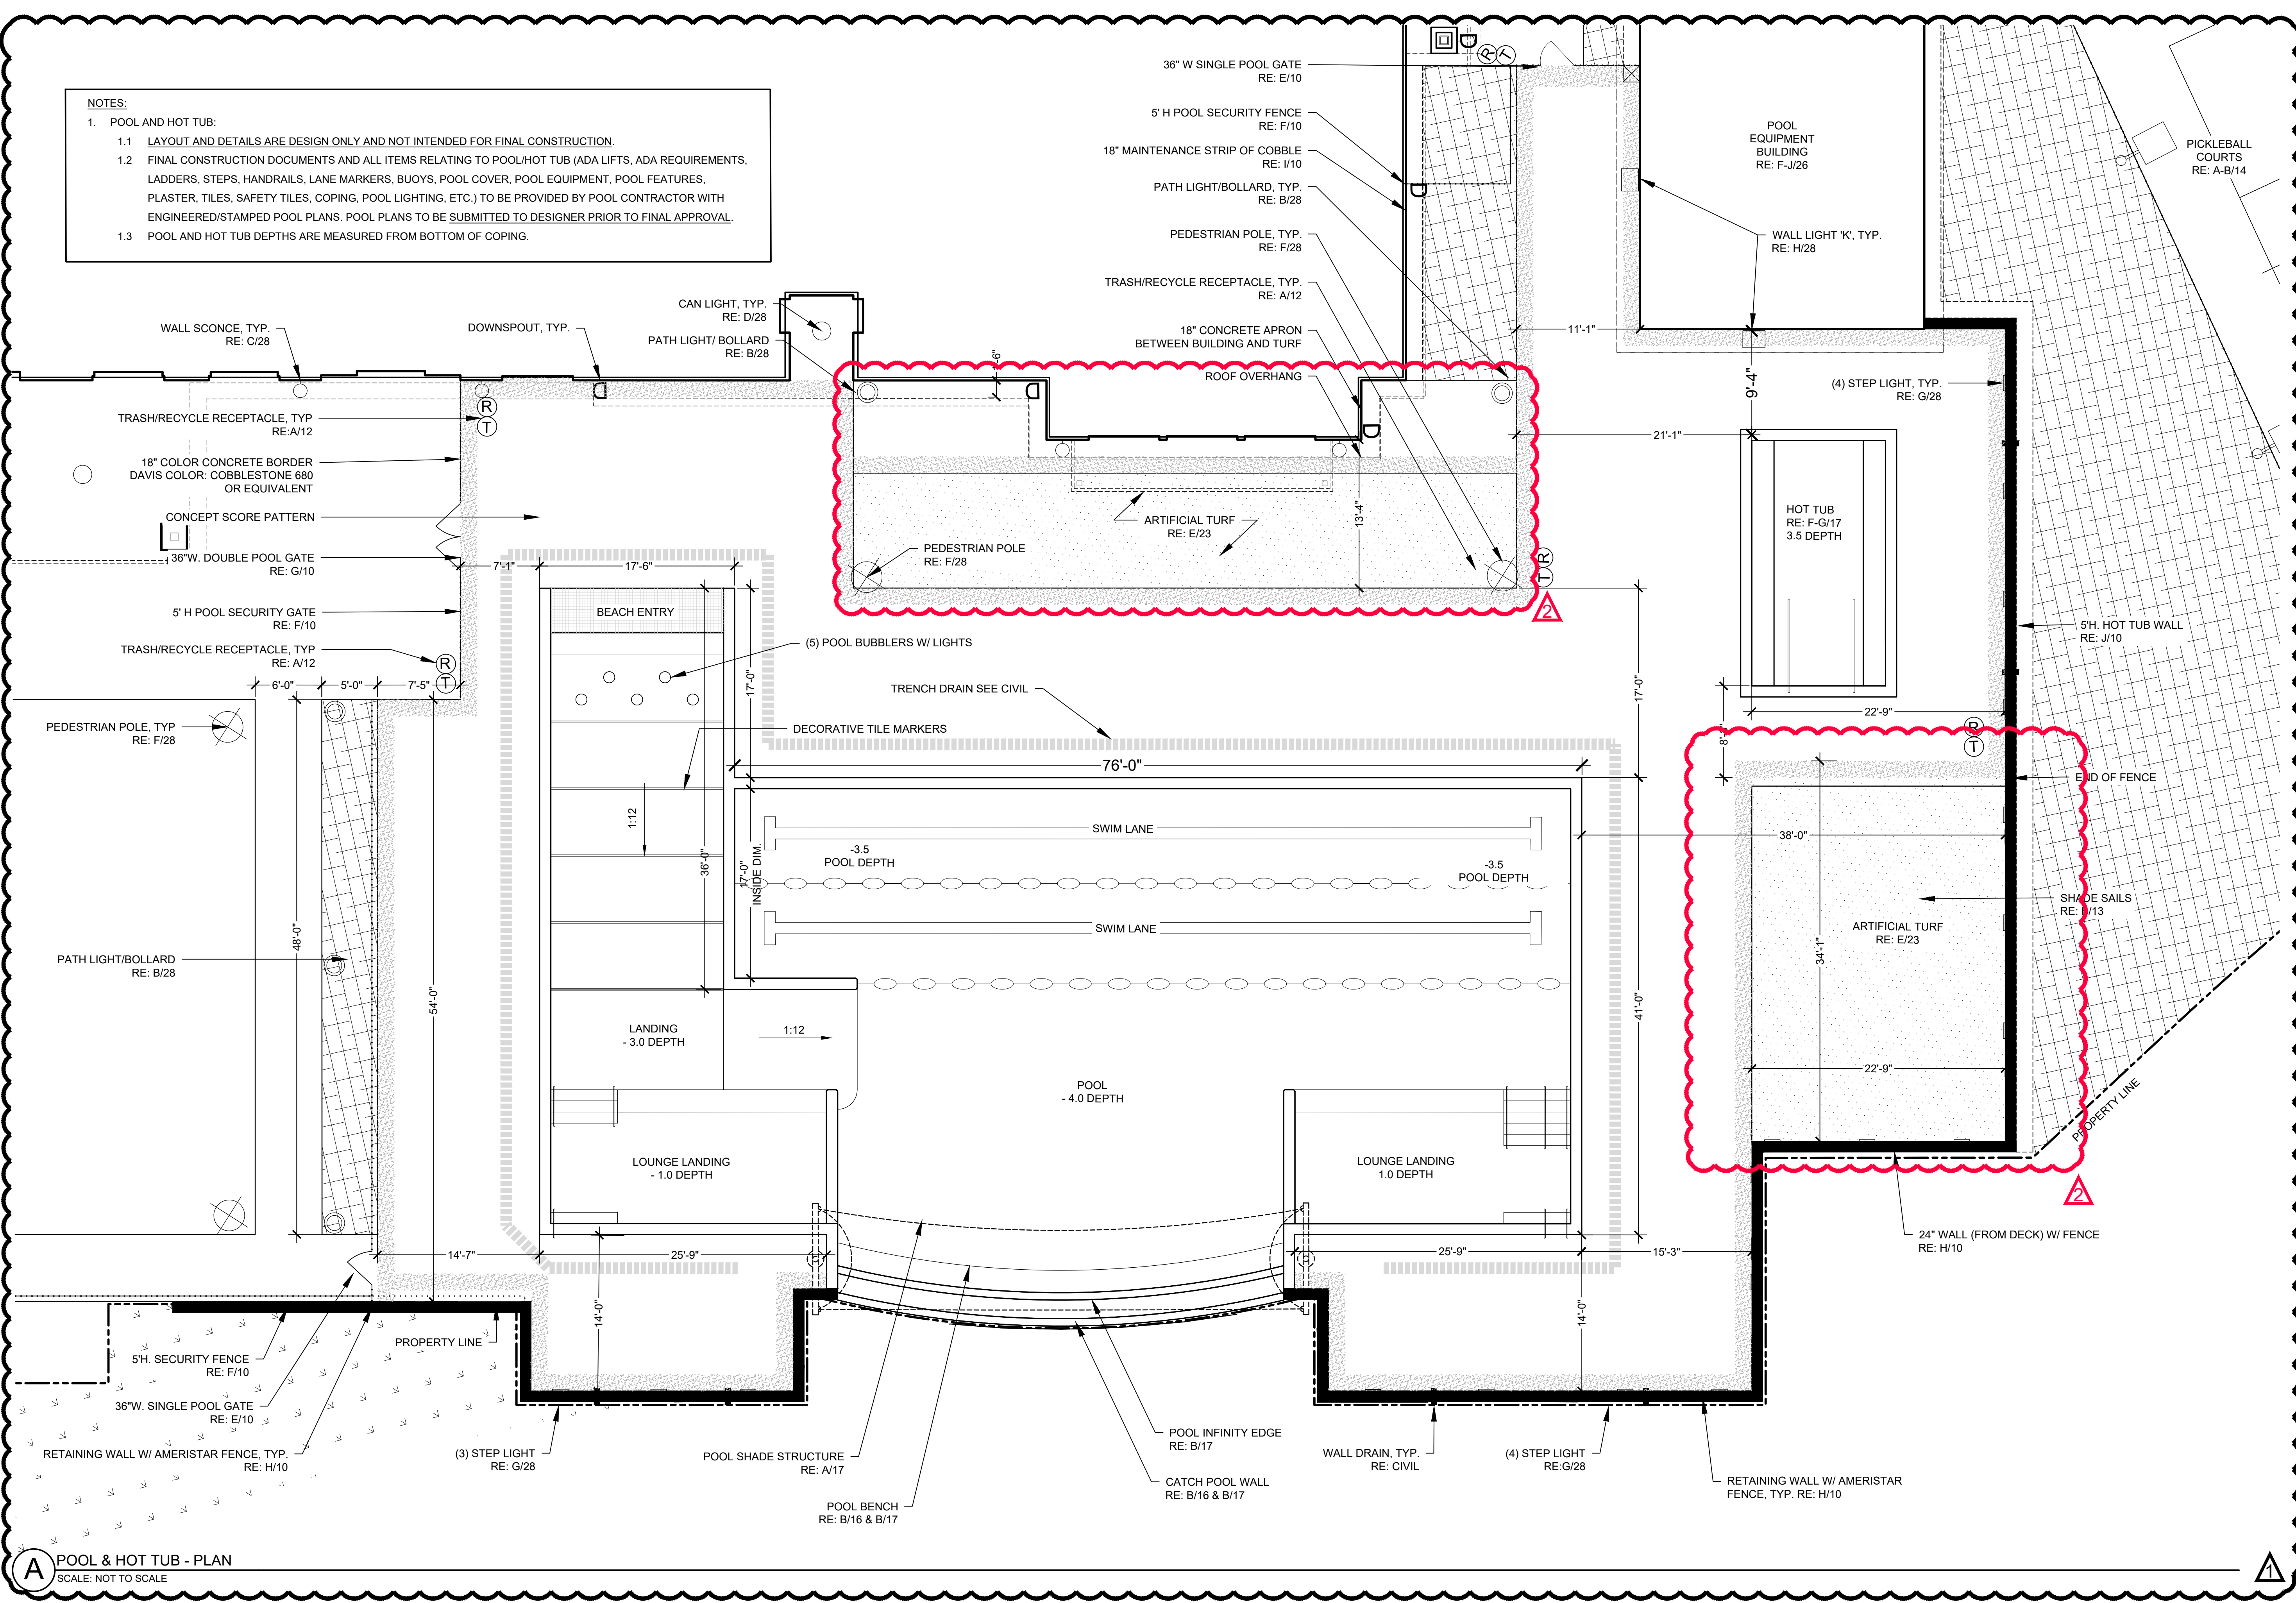 NOTES:
1. POOL AND HOT TUB:
1.1 LAYOUT AND DETAILS ARE DESIGN ONLY AND NOT INTENDED FOR FINAL CONSTRUCTION.
1.2 FINAL CONSTRUCTION DOCUMENTS AND ALL ITEMS RELATING TO POOL/HOT TUB (ADA LIFTS, ADA REQUIREMENTS,
LADDERS, STEPS, HANDRAILS, LANE MARKERS, BUOYS, POOL COVER, POOL EQUIPMENT, POOL FEATURES,
PLASTER, TILES, SAFETY TILES, COPING, POOL LIGHTING, ETC.) TO BE PROVIDED BY POOL CONTRACTOR WITH
ENGINEERED/STAMPED POOL PLANS. POOL PLANS TO BE SUBMITTED TO DESIGNER PRIOR TO FINAL APPROVAL.
1.3 POOL AND HOT TUB DEPTHS ARE MEASURED FROM BOTTOM OF COPING.
36" W SINGLE POOL GATE
RE: E/10
5' H POOL SECURITY FENCE
RE: F/10
18" MAINTENANCE STRIP OF COBBLE
RE: I/10
PATH LIGHT/BOLLARD, TYP.
RE: B/28
PEDESTRIAN POLE, TYP.
RE: F/28
TRASH/RECYCLE RECEPTACLE, TYP.
RE: A/12
18" CONCRETE APRON
BETWEEN BUILDING AND TURF
ROOF OVERHANG
D
R
T
D
POOL
EQUIPMENT
BUILDING
RE: F-J/26
PICKLEBALL
COURTS
RE: A-B/14
WALL LIGHT 'K', TYP.
RE: H/28
11'-1"
9'-4"
(4) STEP LIGHT, TYP.
RE: G/28
21'-1"
CAN LIGHT, TYP.
RE: D/28
WALL SCONCE, TYP.
RE: C/28
DOWNSPOUT, TYP.
PATH LIGHT/ BOLLARD
RE: B/28
D
D
D
TRASH/RECYCLE RECEPTACLE, TYP
RE:A/12
R
T
18" COLOR CONCRETE BORDER
DAVIS COLOR: COBBLESTONE 680
OR EQUIVALENT
CONCEPT SCORE PATTERN
36"W. DOUBLE POOL GATE
RE: G/10
5' H POOL SECURITY GATE
RE: F/10
TRASH/RECYCLE RECEPTACLE, TYP
RE: A/12
R
T
ARTIFICIAL TURF
RE: E/23
13'-4"
PEDESTRIAN POLE
RE: F/28
R
T
2
HOT TUB
RE: F-G/17
3.5 DEPTH
5'H. HOT TUB WALL
RE: J/10
7'-1"
17'-6"
BEACH ENTRY
(5) POOL BUBBLERS W/ LIGHTS
6'-0"
5'-0"
7'-5"
17'-0"
TRENCH DRAIN SEE CIVIL
17'-0"
22'-9"
PEDESTRIAN POLE, TYP
RE: F/28
DECORATIVE TILE MARKERS
R
T
76'-0"
END OF FENCE
1:12
36'-0"
17'-0"
INSIDE DIM.
SWIM LANE
-3.5
POOL DEPTH
-3.5
POOL DEPTH
38'-0"
SHADE SAILS
SWIM LANE
ARTIFICIAL TURF
RE: E/23
34'-1"
48'-0"
PATH LIGHT/BOLLARD
RE: B/28
54'-0"
41'-0"
LANDING
- 3.0 DEPTH
1:12
POOL
- 4.0 DEPTH
22'-9"
PROPERTY LINE
LOUNGE LANDING
- 1.0 DEPTH
LOUNGE LANDING
1.0 DEPTH
2
24" WALL (FROM DECK) W/ FENCE
RE: H/10
14'-7"
25'-9"
25'-9"
15'-3"
14'-0"
14'-0"
PROPERTY LINE
5'H. SECURITY FENCE
RE: F/10
36"W. SINGLE POOL GATE
RE: E/10
RETAINING WALL W/ AMERISTAR FENCE, TYP.
RE: H/10
(3) STEP LIGHT
RE: G/28
POOL SHADE STRUCTURE
RE: A/17
POOL BENCH
RE: B/16 & B/17
POOL INFINITY EDGE
RE: B/17
CATCH POOL WALL
RE: B/16 & B/17
WALL DRAIN, TYP.
RE: CIVIL
(4) STEP LIGHT
RE:G/28
RETAINING WALL W/ AMERISTAR
FENCE, TYP. RE: H/10
A
POOL & HOT TUB - PLAN
SCALE: NOT TO SCALE
1